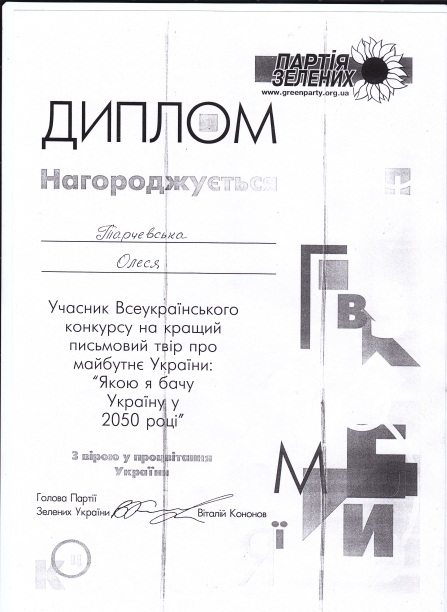 ПАРТІЯ
ЗЕЛЕНИХ
www.greenparty.org.ua
ДИПЛОМ
Нагороджується
Тарчевська
Олеся
Учасник Всеукраїнського
конкурсу на кращий
письмовий твір про
майбутнє України:
"Якою я бачу
Україну у
2050 році"
З вірою у процвітання
України
Голова Партії
Зелених України
Віталій Кононов
Г
В
К
М
Б
И
Ї
Я
К
О